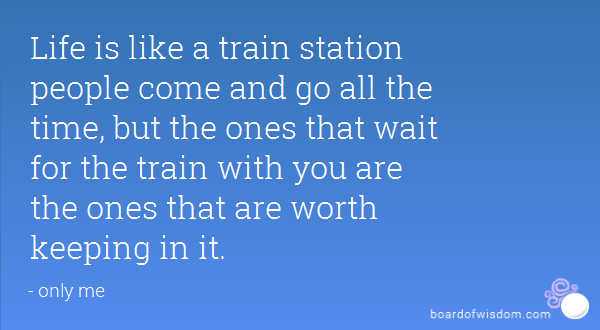 Life is like a train station
people come and go all the
time, but the ones that wait
for the train with you are
the ones that are worth
keeping in it.
- only me
boardofwisdom.com